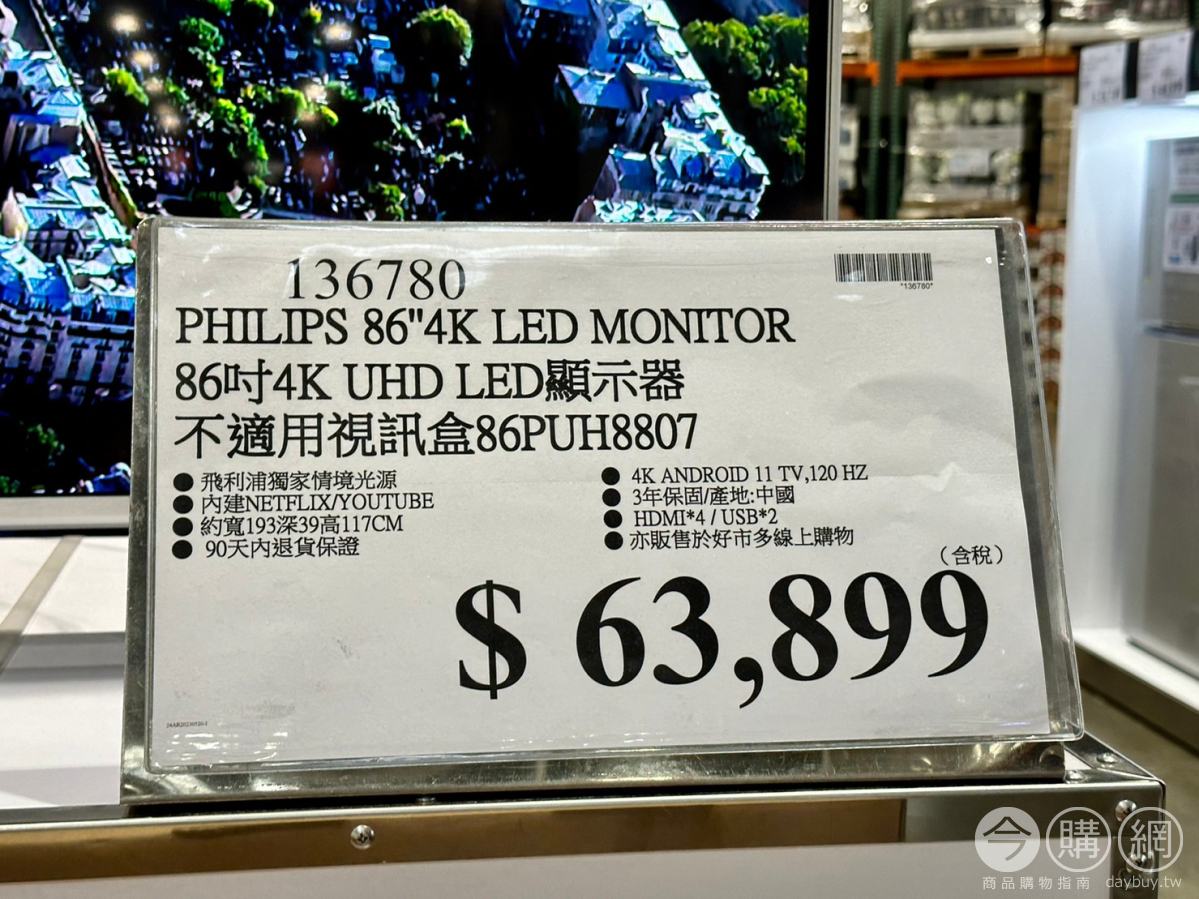 136780
*136780*
PHILIPS 86"4K LED MONITOR
86吋4K UHD LED顯示器
不適用視訊盒86PUH8807
● 飛利浦獨家情境光源
● 內建NETFLIX/YOUTUBE
● 約寬193深39高117CM
● 90天內退貨保證
● 4K ANDROID 11 TV,120 HZ
● 3年保固/產地:中國
● HDMI*4 / USB*2
● 亦販售於好市多線上購物
(含稅)
$ 63,899
今購網
商品購物指南 daybuy.tw